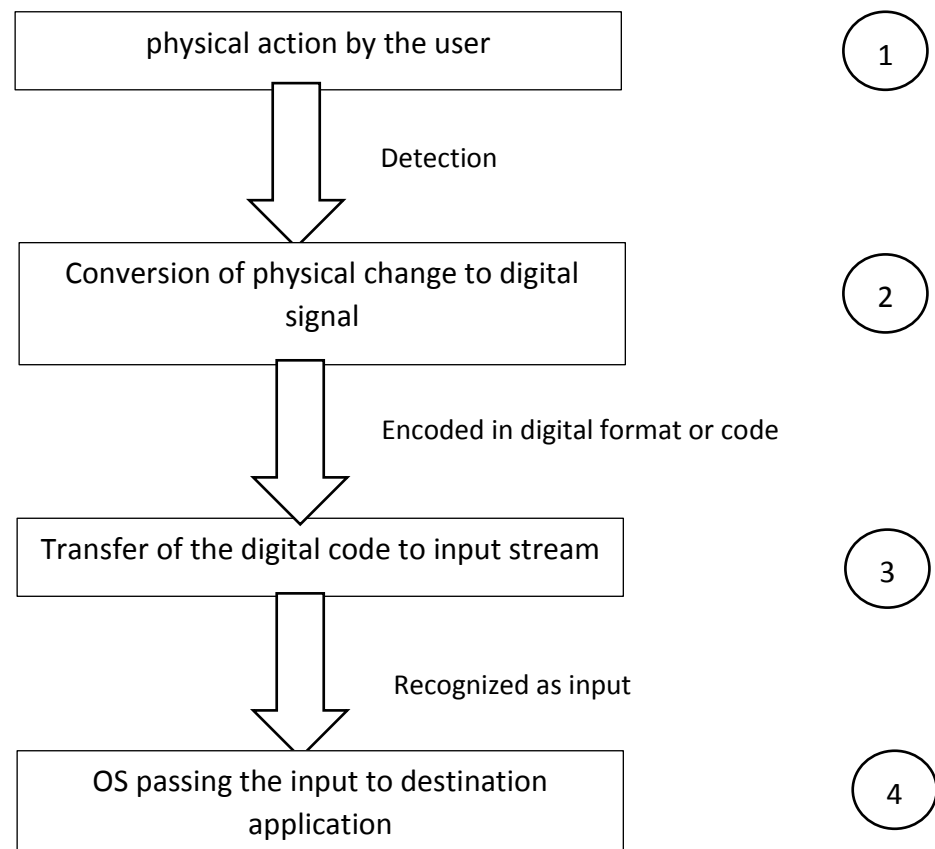 physical action by the user
1
Detection
Conversion of physical change to digital
signal
2
Encoded in digital format or code
Transfer of the digital code to input stream
3
Recognized as input
OS passing the input to destination
application
4